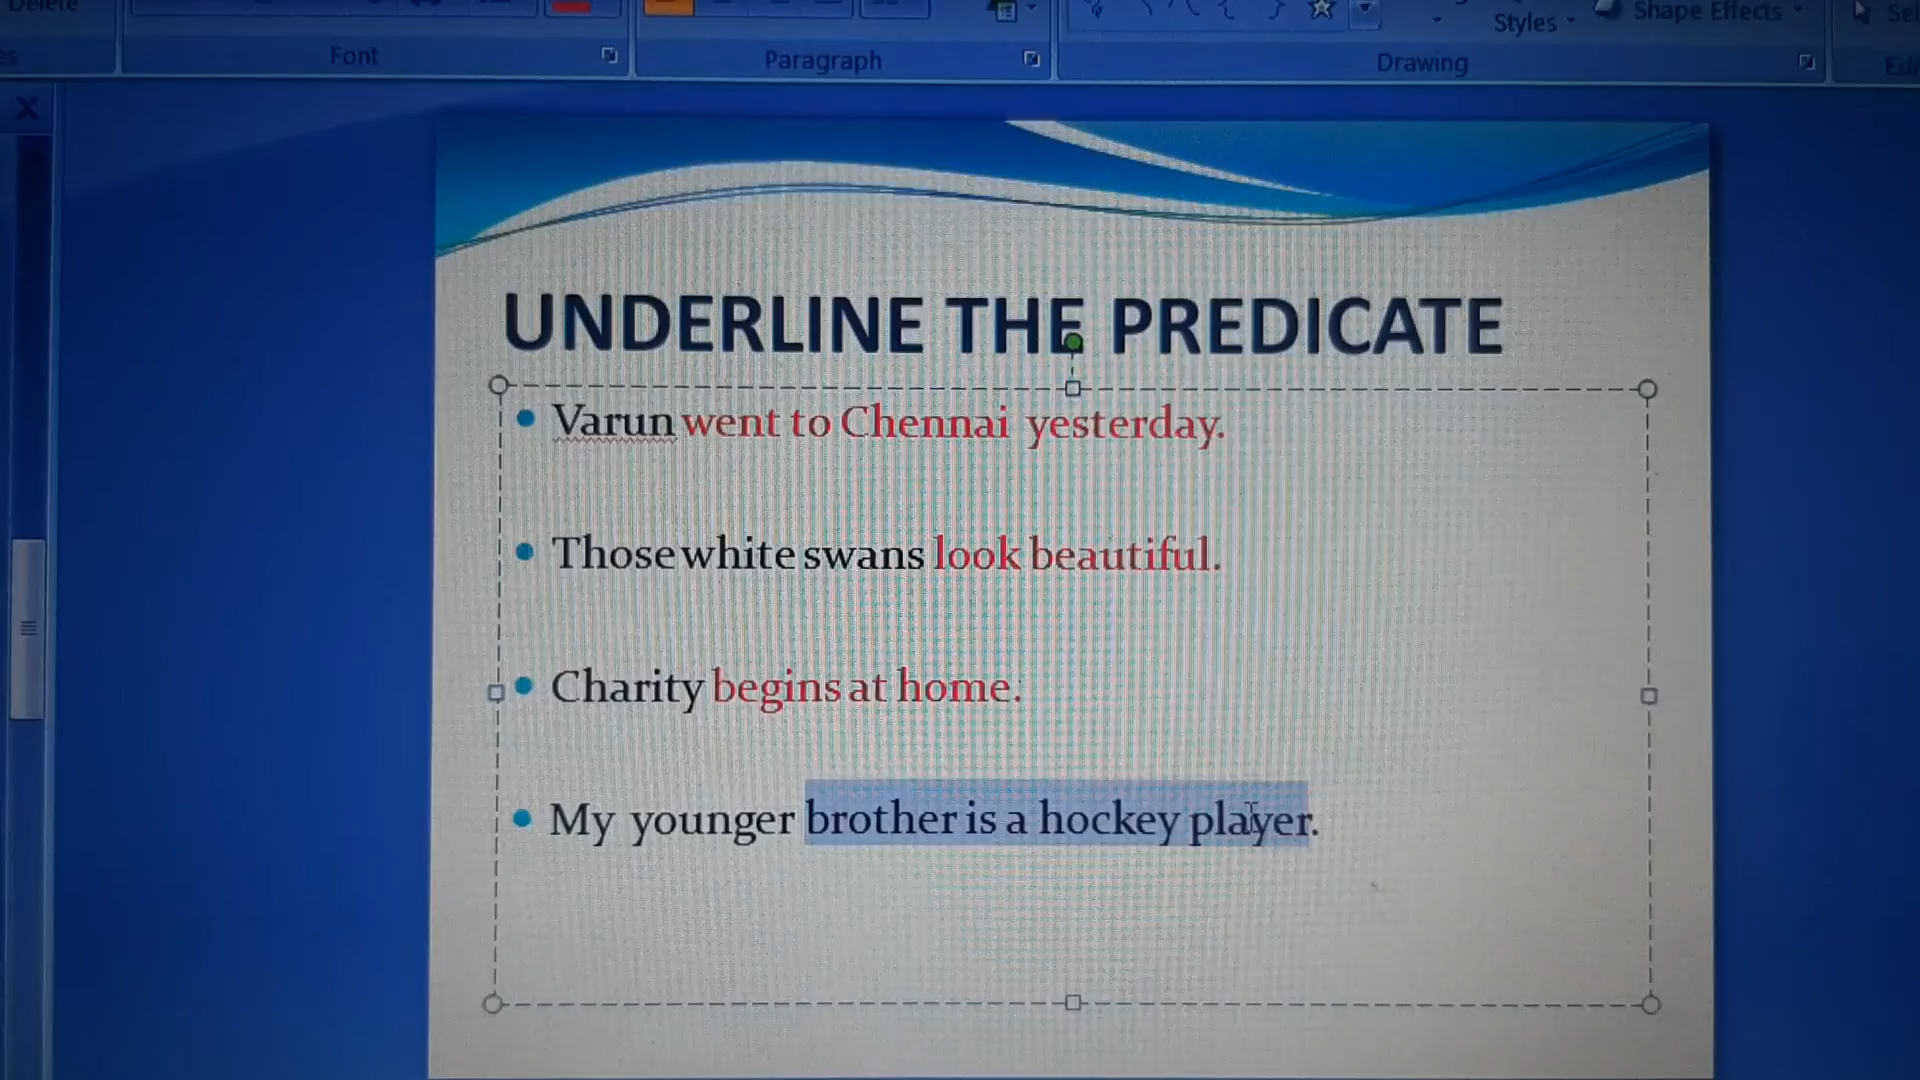 Delete
Font
Paragraph
Styles
Shape Effects
Drawing
UNDERLINE THE PREDICATE
Varun went to Chennai yesterday.
Those white swans look beautiful.
Charity begins at home.
My younger brother is a hockey player.